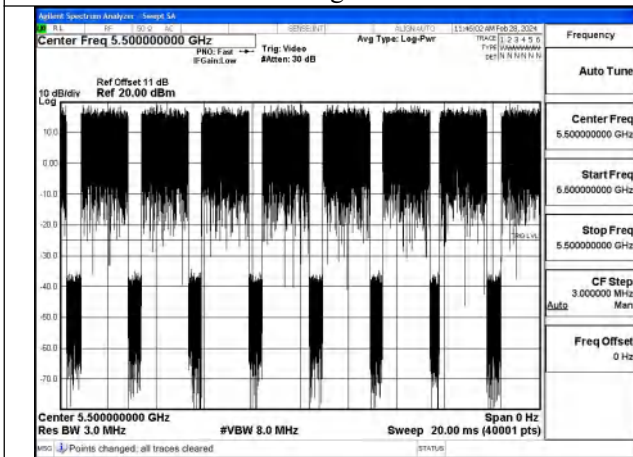 Agilent Spectrum Analyzer - Swept SA
RL RF 50 Ω AC SENSE:INT ALIGN AUTO 11:46:02 AM Feb 28, 2024
Center Freq 5.500000000 GHz
PNO: Fast
IFGain:Low
Trig: Video
#Atten: 30 dB
Avg Type: Log-Pwr
TRACE 1 2 3 4 5 6
TYPE
DET N N N N N N
Frequency
Auto Tune
Ref Offset 11 dB
10 dB/div Ref 20.00 dBm
Log
10.0
0.00
-10.0
-20.0
-30.0
-40.0
-50.0
-60.0
-70.0
TRIG LVL
Center Freq
5.500000000 GHz
Start Freq
5.500000000 GHz
Stop Freq
5.500000000 GHz
CF Step
3.000000 MHz
Auto Man
Freq Offset
0 Hz
Center 5.500000000 GHz Span 0 Hz
Res BW 3.0 MHz #VBW 8.0 MHz Sweep 20.00 ms (40001 pts)
MSG Points changed; all traces cleared STATUS